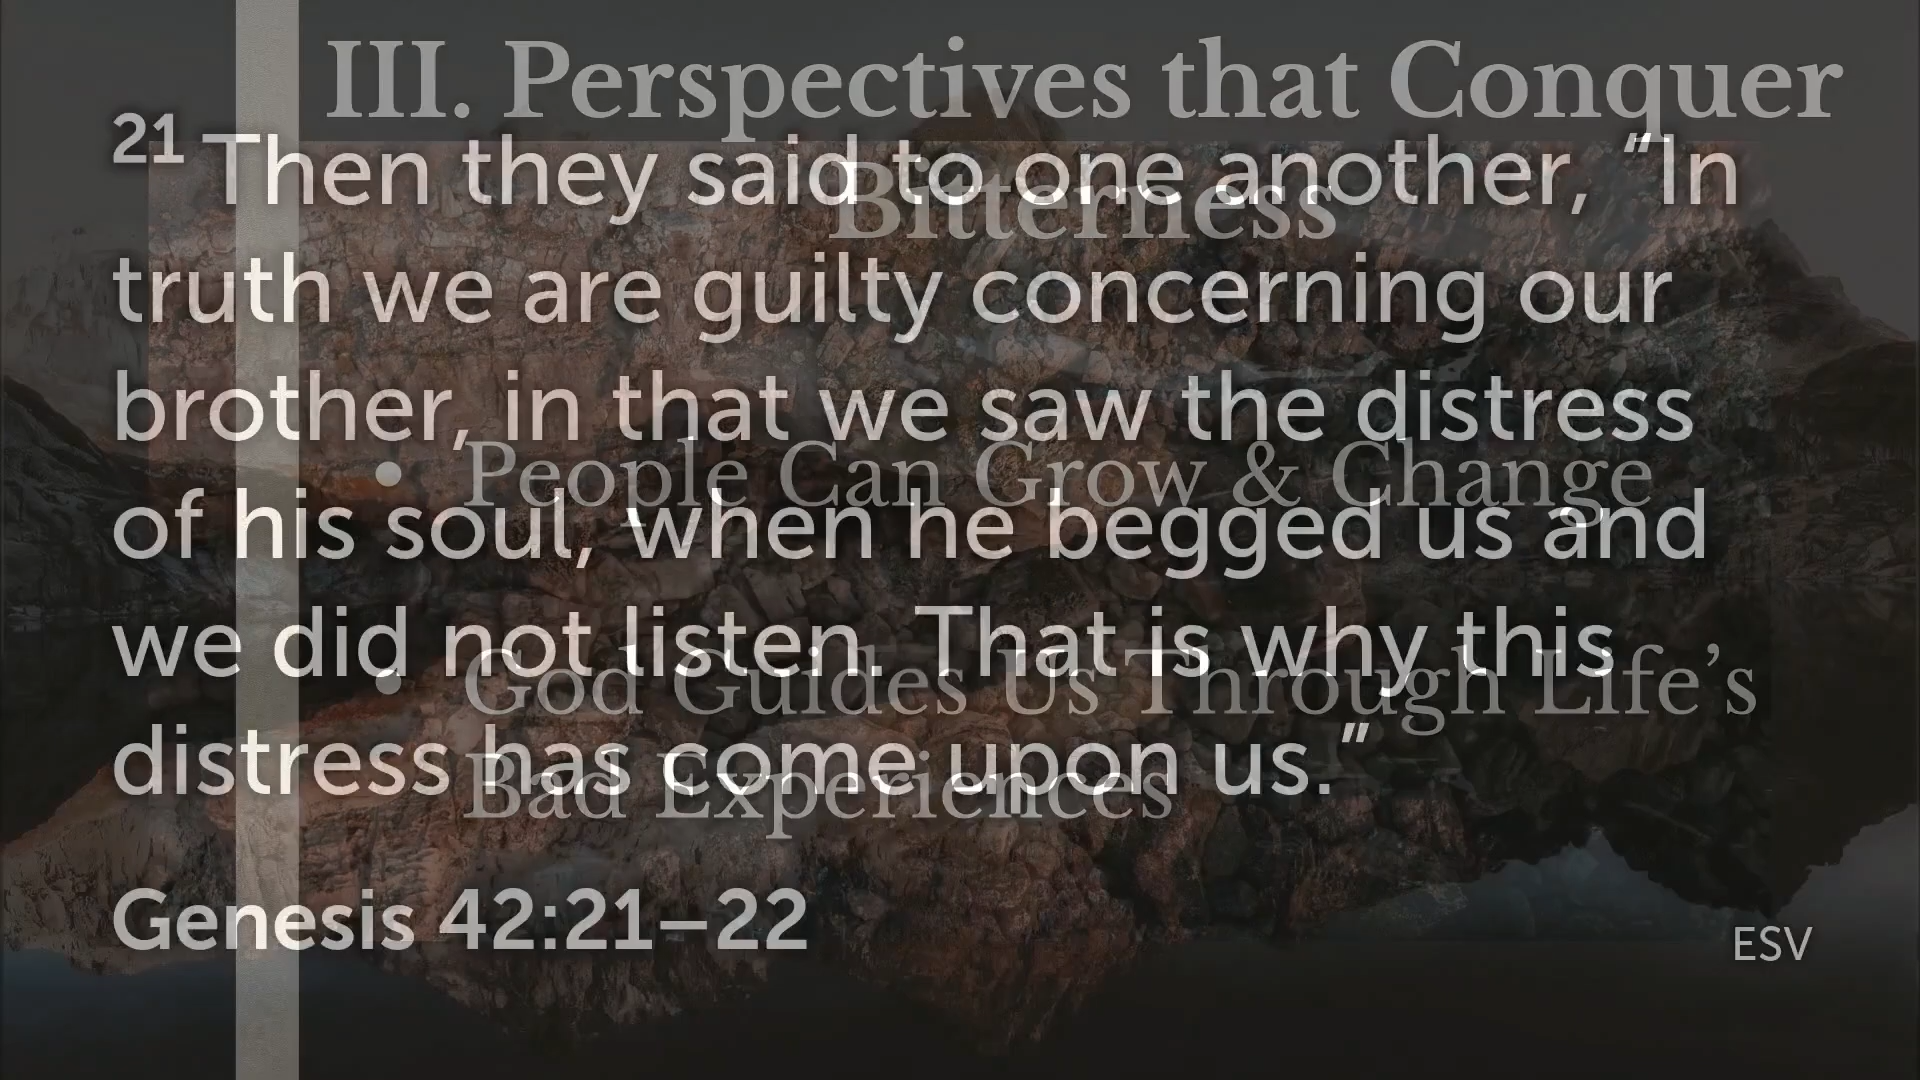 III. Perspectives that Conquer
Bitterness
• People Can Grow & Change
• God Guides Us Through Life’s
Bad Experiences
21 Then they said to one another, “In
truth we are guilty concerning our
brother, in that we saw the distress
of his soul, when he begged us and
we did not listen. That is why this
distress has come upon us.”
Genesis 42:21–22
ESV